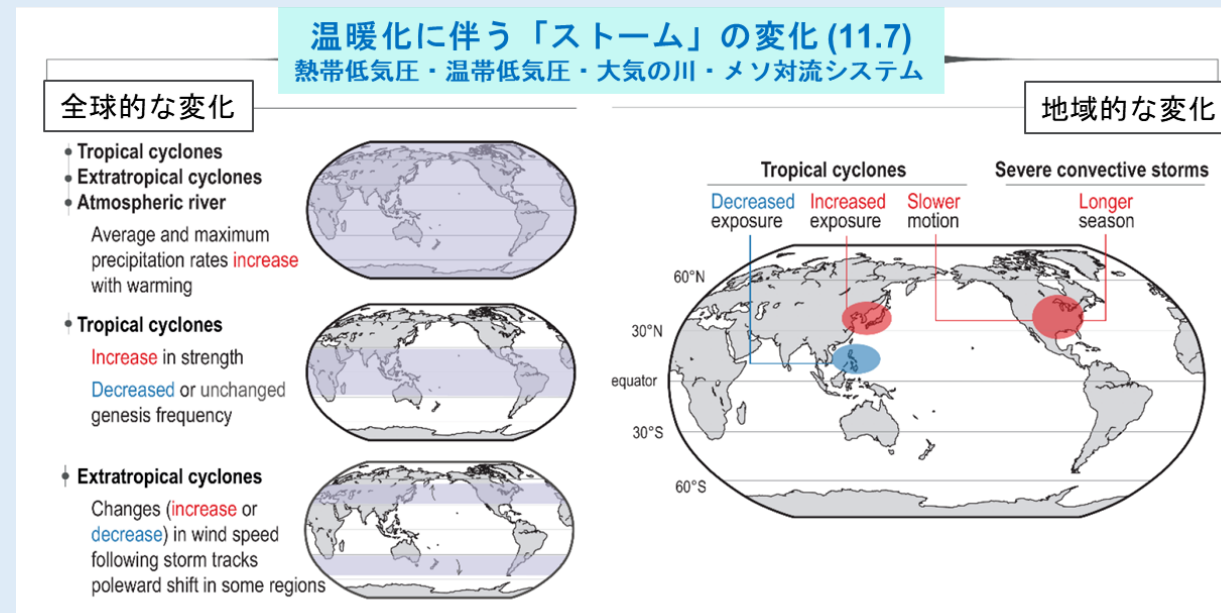 温暖化に伴う「ストーム」の変化 (11.7)
熱帯低気圧・温帯低気圧・大気の川・メソ対流システム
全球的な変化
• Tropical cyclones
• Extratropical cyclones
• Atmospheric river
Average and maximum
precipitation rates increase
with warming
• Tropical cyclones
Increase in strength
Decreased or unchanged
genesis frequency
• Extratropical cyclones
Changes (increase or
decrease) in wind speed
following storm tracks
poleward shift in some regions
地域的な変化
Tropical cyclones
Severe convective storms
Decreased
exposure
Increased
exposure
Slower
motion
Longer
season
60°N
30°N
equator
30°S
60°S